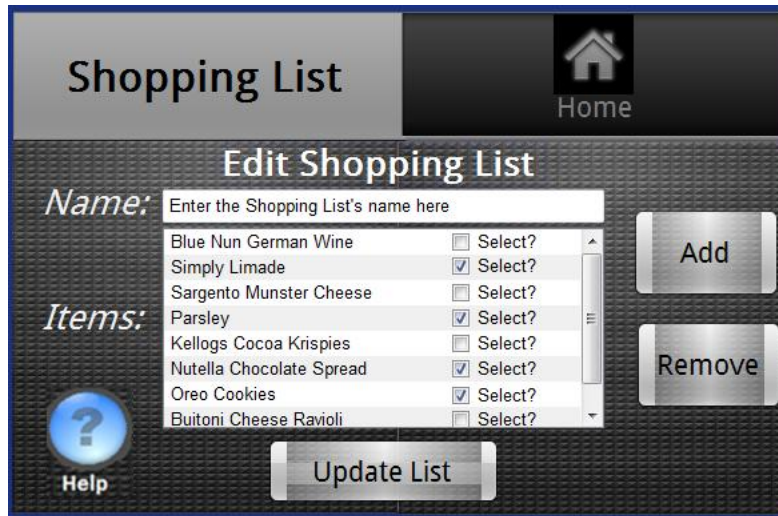 Shopping List
Home
Edit Shopping List
Name:
Enter the Shopping List's name here
Items:
Blue Nun German Wine Select?
Simply Limade Select?
Sargento Munster Cheese Select?
Parsley Select?
Kellogs Cocoa Krispies Select?
Nutella Chocolate Spread Select?
Oreo Cookies Select?
Buitoni Cheese Ravioli Select?
Add
Remove
?
Help
Update List